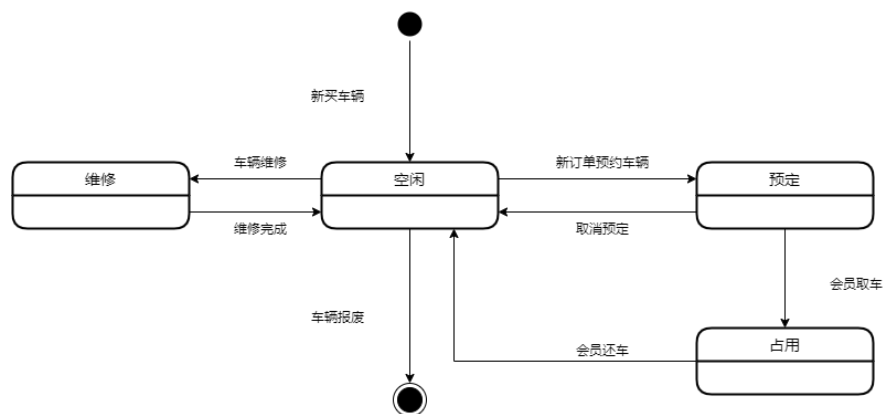 新买车辆
维修
车辆维修
空闲
新订单预约车辆
预定
维修完成
取消预定
会员取车
车辆报废
会员还车
占用